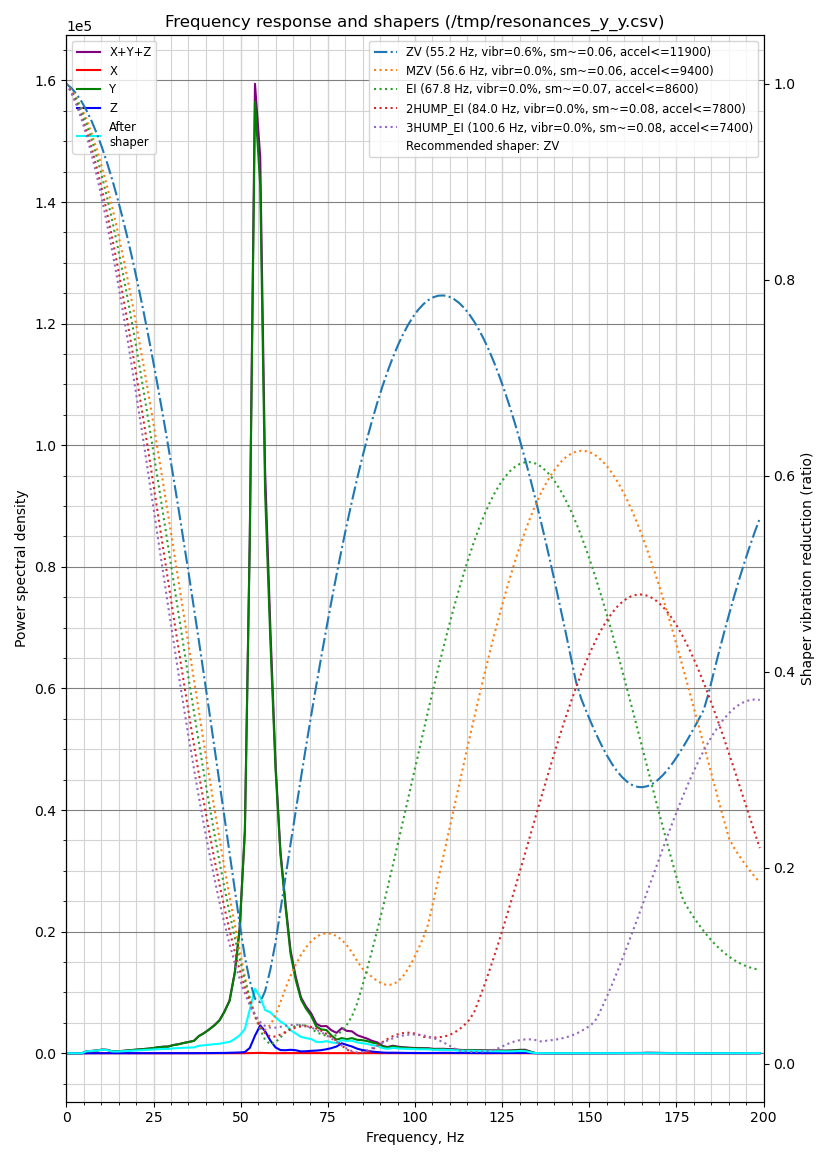 Frequency response and shapers (/tmp/resonances_y_y.csv)
1e5
X+Y+Z
X
Y
Z
After
shaper
ZV (55.2 Hz, vibr=0.6%, sm~=0.06, accel<=11900)
MZV (56.6 Hz, vibr=0.0%, sm~=0.06, accel<=9400)
EI (67.8 Hz, vibr=0.0%, sm~=0.07, accel<=8600)
2HUMP_EI (84.0 Hz, vibr=0.0%, sm~=0.08, accel<=7800)
3HUMP_EI (100.6 Hz, vibr=0.0%, sm~=0.08, accel<=7400)
Recommended shaper: ZV
1.6
1.4
1.2
1.0
0.8
0.6
0.4
0.2
0.0
Power spectral density
1.0
0.8
0.6
0.4
0.2
0.0
Shaper vibration reduction (ratio)
0 25 50 75 100 125 150 175 200
Frequency, Hz